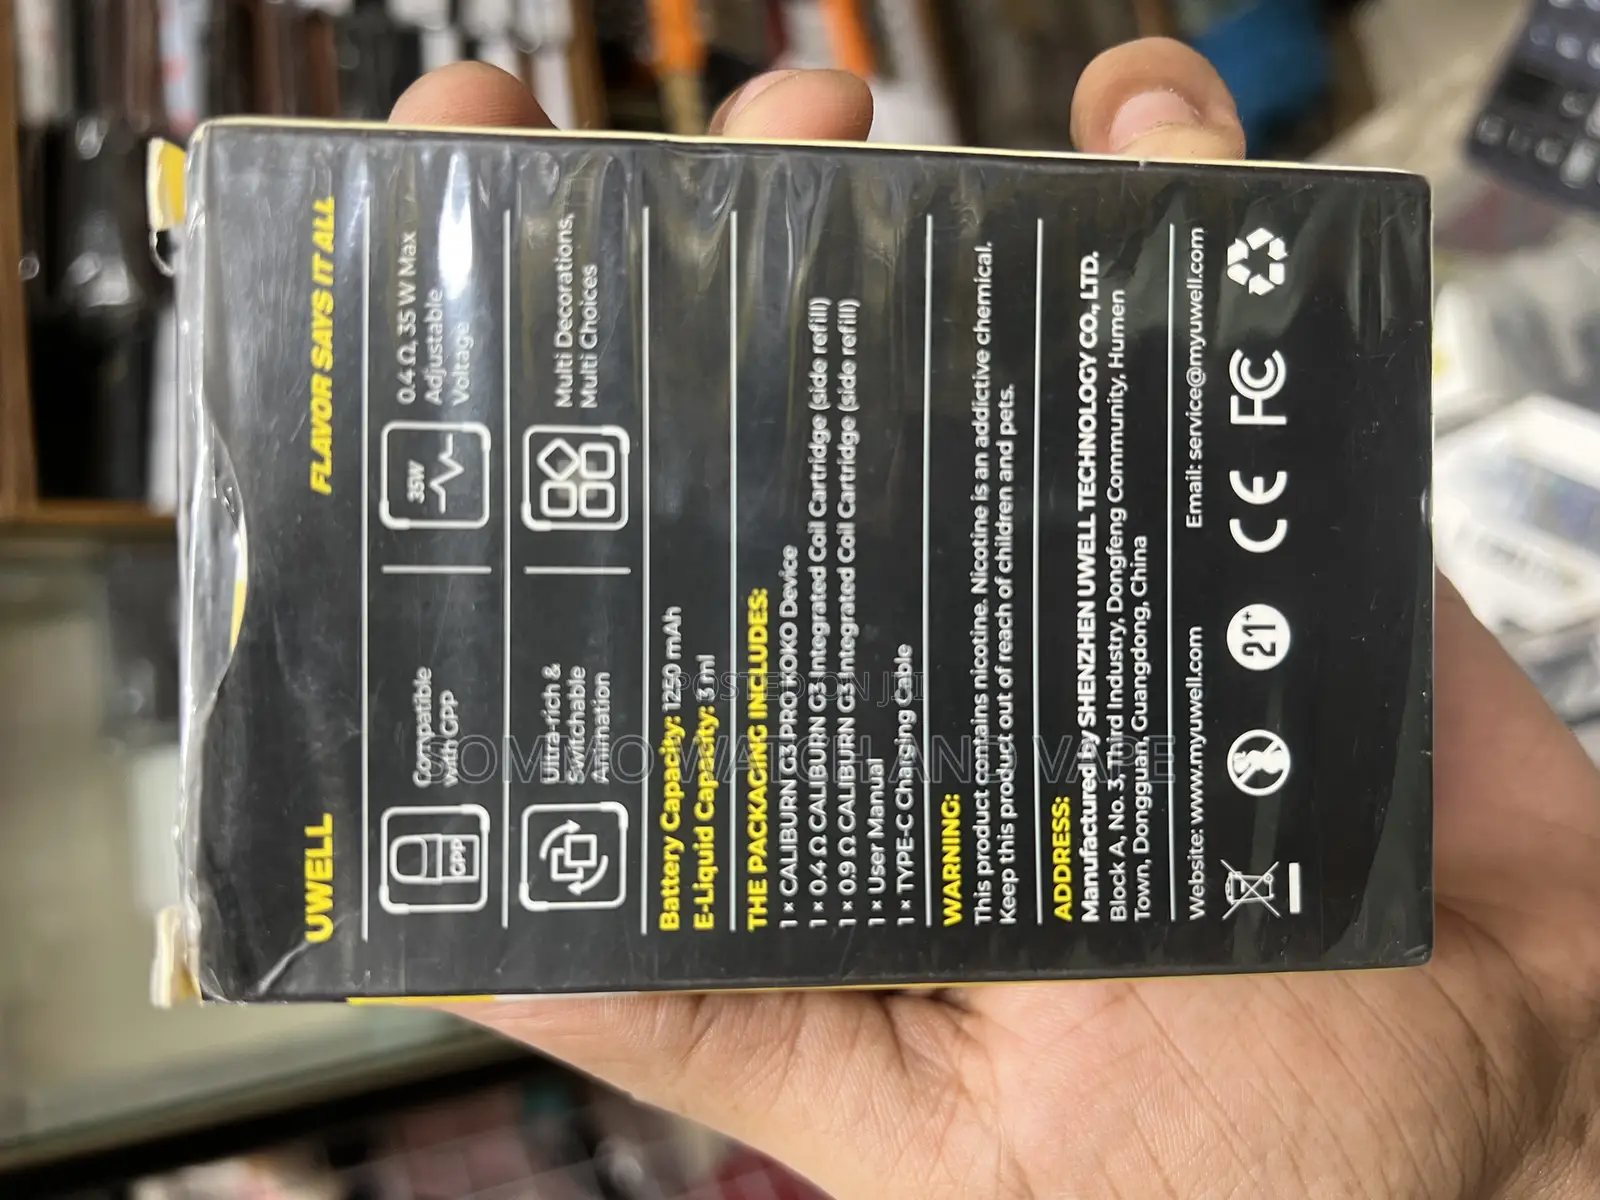 UWELL
FLAVOR SAYS IT ALL
GPP
Compatible
with GPP
35W
0.4 Ω, 35 W Max
Adjustable
Voltage
Ultra-rich &
Switchable
Animation
Multi Decorations,
Multi Choices
Battery Capacity: 1250 mAh
E-Liquid Capacity: 3 ml
THE PACKAGING INCLUDES:
1 × CALIBURN G3 PRO KOKO Device
1 × 0.4 Ω CALIBURN G3 Integrated Coil Cartridge (side refill)
1 × 0.9 Ω CALIBURN G3 Integrated Coil Cartridge (side refill)
1 × User Manual
1 × TYPE-C Charging Cable
WARNING:
This product contains nicotine. Nicotine is an addictive chemical.
Keep this product out of reach of children and pets.
ADDRESS:
Manufactured by SHENZHEN UWELL TECHNOLOGY CO., LTD.
Block A, No. 3, Third Industry, Dongfeng Community, Humen
Town, Dongguan, Guangdong, China
Website: www.myuwell.com
Email: service@myuwell.com
21+
CE
FC
POSTED ON JIJI
WATCH AND VAPE